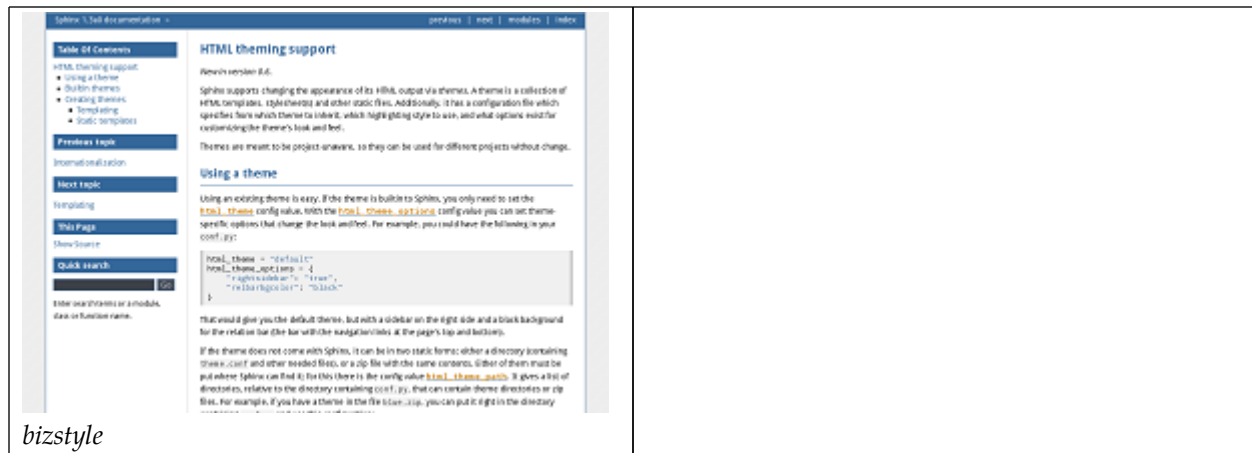 Sphinx 1.3a0 documentation »
previous | next | modules | index
Table Of Contents
HTML theming support
Using a theme
Builtin themes
Creating themes
Templating
Static templates
Previous topic
Internationalization
Next topic
Templating
This Page
Show Source
Quick search
Go
Enter search terms or a module,
class or function name.
HTML theming support
New in version 0.6.
Sphinx supports changing the appearance of its HTML output via themes. A theme is a collection of
HTML templates, stylesheet(s) and other static files. Additionally, it has a configuration file which
specifies from which theme to inherit, which highlighting style to use, and what options exist for
customizing the theme's look and feel.
Themes are meant to be project-unaware, so they can be used for different projects without change.
Using a theme
Using an existing theme is easy. If the theme is builtin to Sphinx, you only need to set the
html_theme config value. With the html_theme_options config value you can set theme-
specific options that change the look and feel. For example, you could have the following in your
conf.py:
html_theme = "default"
html_theme_options = {
"rightsidebar": "true",
"relbarbgcolor": "black"
}
That would give you the default theme, but with a sidebar on the right side and a black background
for the relation bar (the bar with the navigation links at the page's top and bottom).
If the theme does not come with Sphinx, it can be in two static forms: either a directory (containing
theme.conf and other needed files), or a zip file with the same contents. Either of them must be
put where Sphinx can find it; for this there is the config value html_theme_path. It gives a list of
directories, relative to the directory containing conf.py, that can contain theme directories or zip
files. For example, if you have a theme in the file blue.zip, you can put it right in the directory
bizstyle